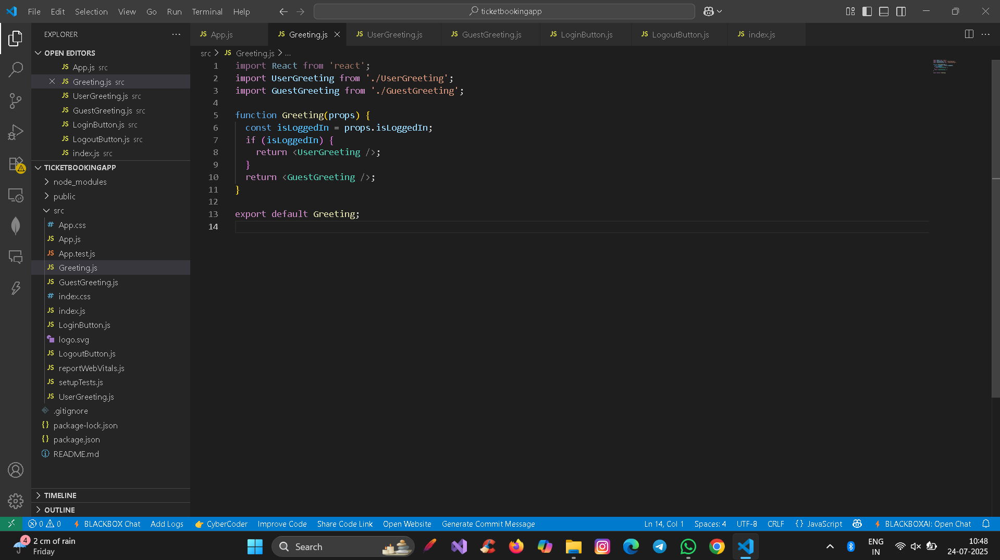 File Edit Selection View Go Run Terminal Help
ticketbookingapp
EXPLORER
OPEN EDITORS
JS App.js src
JS Greeting.js src
JS UserGreeting.js src
JS GuestGreeting.js src
JS LoginButton.js src
JS LogoutButton.js src
JS index.js src
TICKETBOOKINGAPP
node_modules
public
src
# App.css
JS App.js
JS App.test.js
JS Greeting.js
JS GuestGreeting.js
# index.css
JS index.js
JS LoginButton.js
logo.svg
JS LogoutButton.js
JS reportWebVitals.js
JS setupTests.js
JS UserGreeting.js
.gitignore
{} package-lock.json
{} package.json
README.md
TIMELINE
OUTLINE
JS App.js JS Greeting.js JS UserGreeting.js JS GuestGreeting.js JS LoginButton.js JS LogoutButton.js JS index.js
src > JS Greeting.js > ...
1 import React from 'react';
2 import UserGreeting from './UserGreeting';
3 import GuestGreeting from './GuestGreeting';
4
5 function Greeting(props) {
6 const isLoggedIn = props.isLoggedIn;
7 if (isLoggedIn) {
8 return <UserGreeting />;
9 }
10 return <GuestGreeting />;
11 }
12
13 export default Greeting;
14
0 0 BLACKBOX Chat Add Logs CyberCoder Improve Code Share Code Link Open Website Generate Commit Message Ln 14, Col 1 Spaces: 4 UTF-8 CRLF {} JavaScript BLACKBOXAI: Open Chat
4 2 cm of rain
Friday
Search
ENG
IN
10:48
24-07-2025